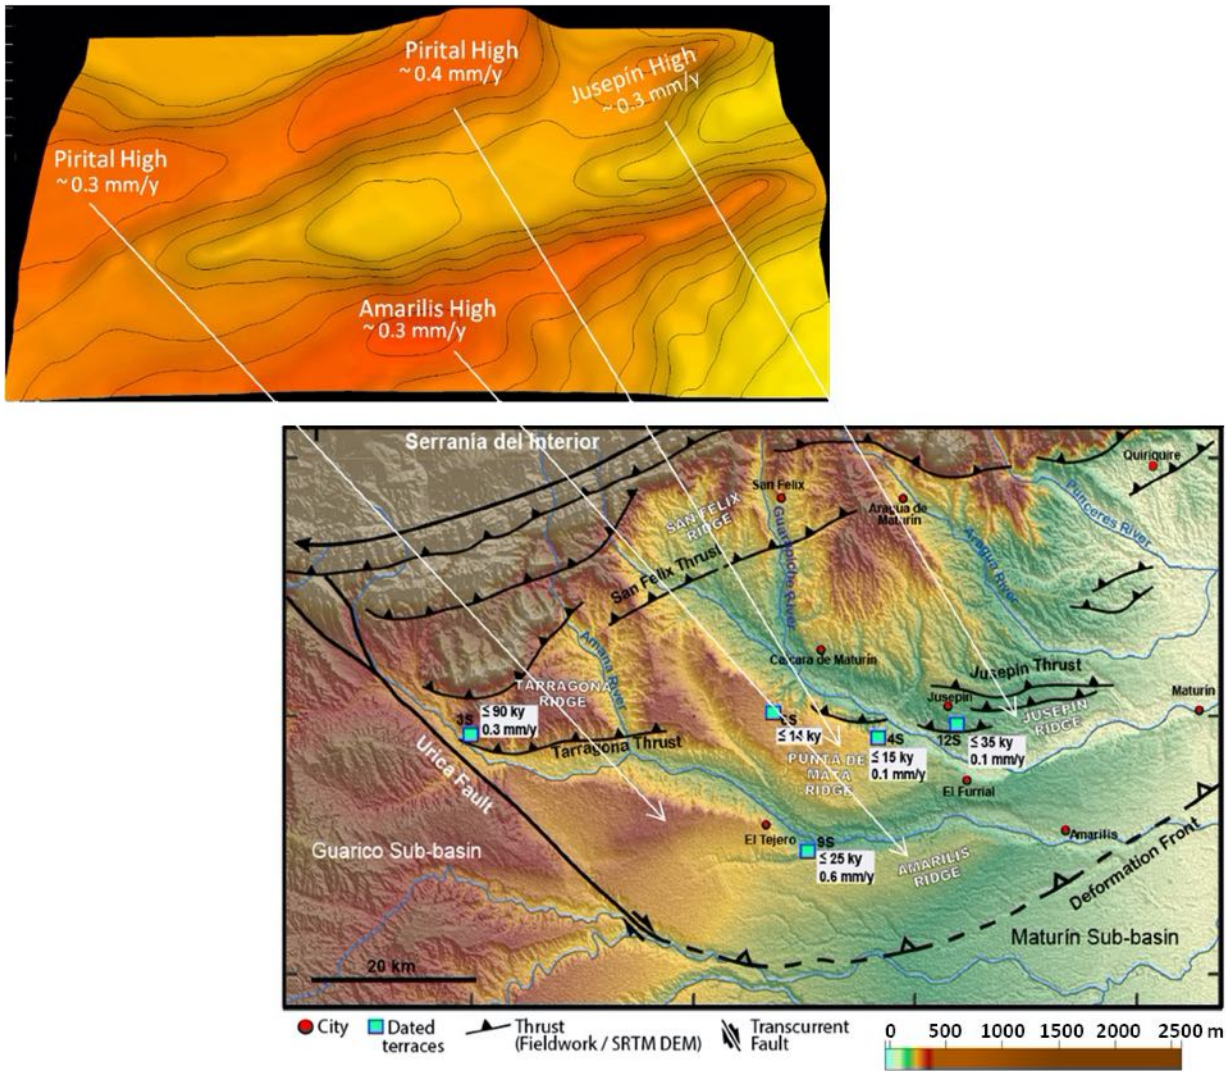 Pirital High
~ 0.4 mm/y
Jusepín High
~ 0.3 mm/y
Pirital High
~ 0.3 mm/y
Amarilis High
~ 0.3 mm/y
Serranía del Interior
Quiriquire
San Felix
SAN FELIX
RIDGE
Aragua de
Maturín
Punceres River
Guarapiche River
Aragua River
San Felix Thrust
Amana River
Caicara de Maturín
Jusepín Thrust
TARRAGONA
RIDGE
Jusepín
Maturín
JUSEPÍN
RIDGE
3S
≤ 90 ky
0.3 mm/y
Tarragona Thrust
4S
≤ 15 ky
0.1 mm/y
12S
≤ 35 ky
0.1 mm/y
PUNTA DE
MATA
RIDGE
Urica Fault
El Furrial
El Tejero
9S
≤ 25 ky
0.6 mm/y
Amarilis
AMARILIS
RIDGE
Guarico Sub-basin
Deformation Front
Maturín Sub-basin
20 km
City
Dated
terraces
Thrust
(Fieldwork / SRTM DEM)
Transcurrent
Fault
0 500 1000 1500 2000 2500 m